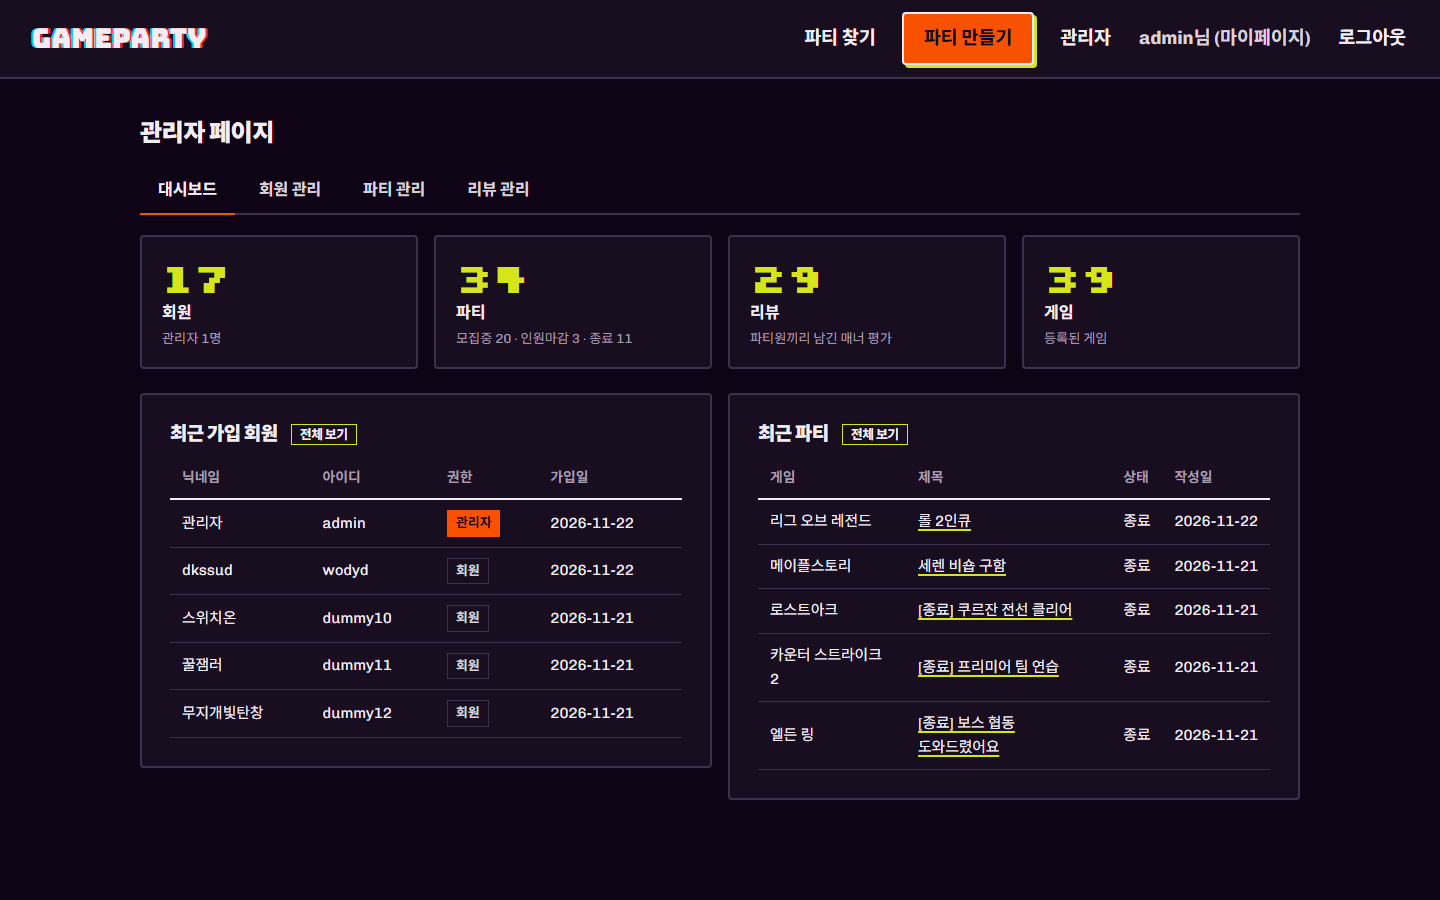 GAMEPARTY
파티 찾기
파티 만들기
관리자
admin님 (마이페이지)
로그아웃
관리자 페이지
대시보드
회원 관리
파티 관리
리뷰 관리
17
회원
관리자 1명
34
파티
모집중 20 · 인원마감 3 · 종료 11
29
리뷰
파티원끼리 남긴 매너 평가
39
게임
등록된 게임
최근 가입 회원 전체 보기
닉네임 아이디 권한 가입일
관리자 admin 관리자 2026-11-22
dkssud wodyd 회원 2026-11-22
스위치온 dummy10 회원 2026-11-21
꿀잼러 dummy11 회원 2026-11-21
무지개빛탄창 dummy12 회원 2026-11-21
최근 파티 전체 보기
게임 제목 상태 작성일
리그 오브 레전드 롤 2인큐 종료 2026-11-22
메이플스토리 세렌 비숍 구함 종료 2026-11-21
로스트아크 [종료] 쿠르잔 전선 클리어 종료 2026-11-21
카운터 스트라이크
2 [종료] 프리미어 팀 연습 종료 2026-11-21
엘든 링 [종료] 보스 협동
도와드렸어요 종료 2026-11-21